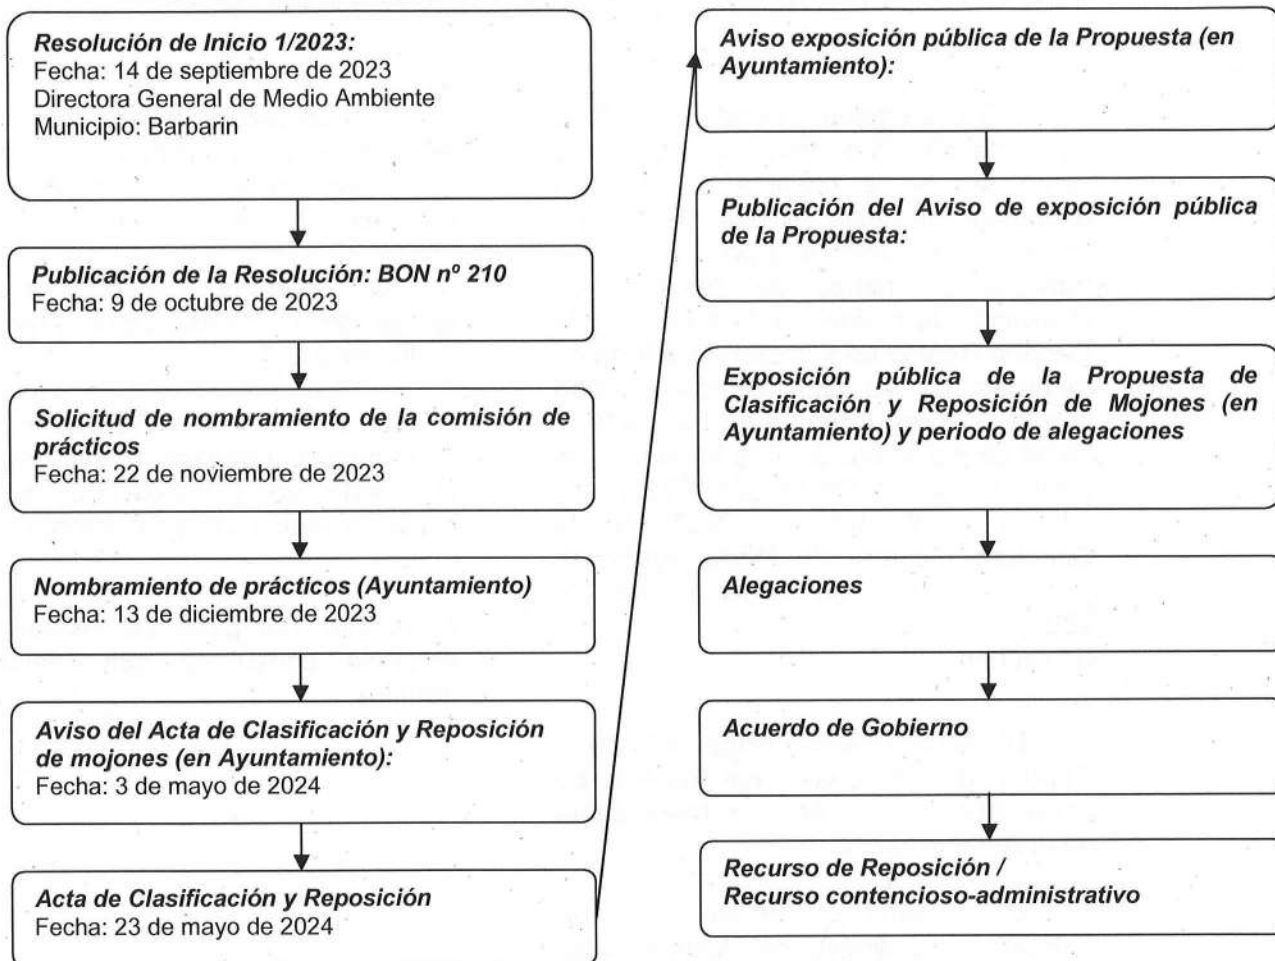 Resolución de Inicio 1/2023:
Fecha: 14 de septiembre de 2023
Directora General de Medio Ambiente
Municipio: Barbarin
Publicación de la Resolución: BON nº 210
Fecha: 9 de octubre de 2023
Solicitud de nombramiento de la comisión de
prácticos
Fecha: 22 de noviembre de 2023
Nombramiento de prácticos (Ayuntamiento)
Fecha: 13 de diciembre de 2023
Aviso del Acta de Clasificación y Reposición
de mojones (en Ayuntamiento):
Fecha: 3 de mayo de 2024
Acta de Clasificación y Reposición
Fecha: 23 de mayo de 2024
Aviso exposición pública de la Propuesta (en
Ayuntamiento):
Publicación del Aviso de exposición pública
de la Propuesta:
Exposición pública de la Propuesta de
Clasificación y Reposición de Mojones (en
Ayuntamiento) y periodo de alegaciones
Alegaciones
Acuerdo de Gobierno
Recurso de Reposición /
Recurso contencioso-administrativo